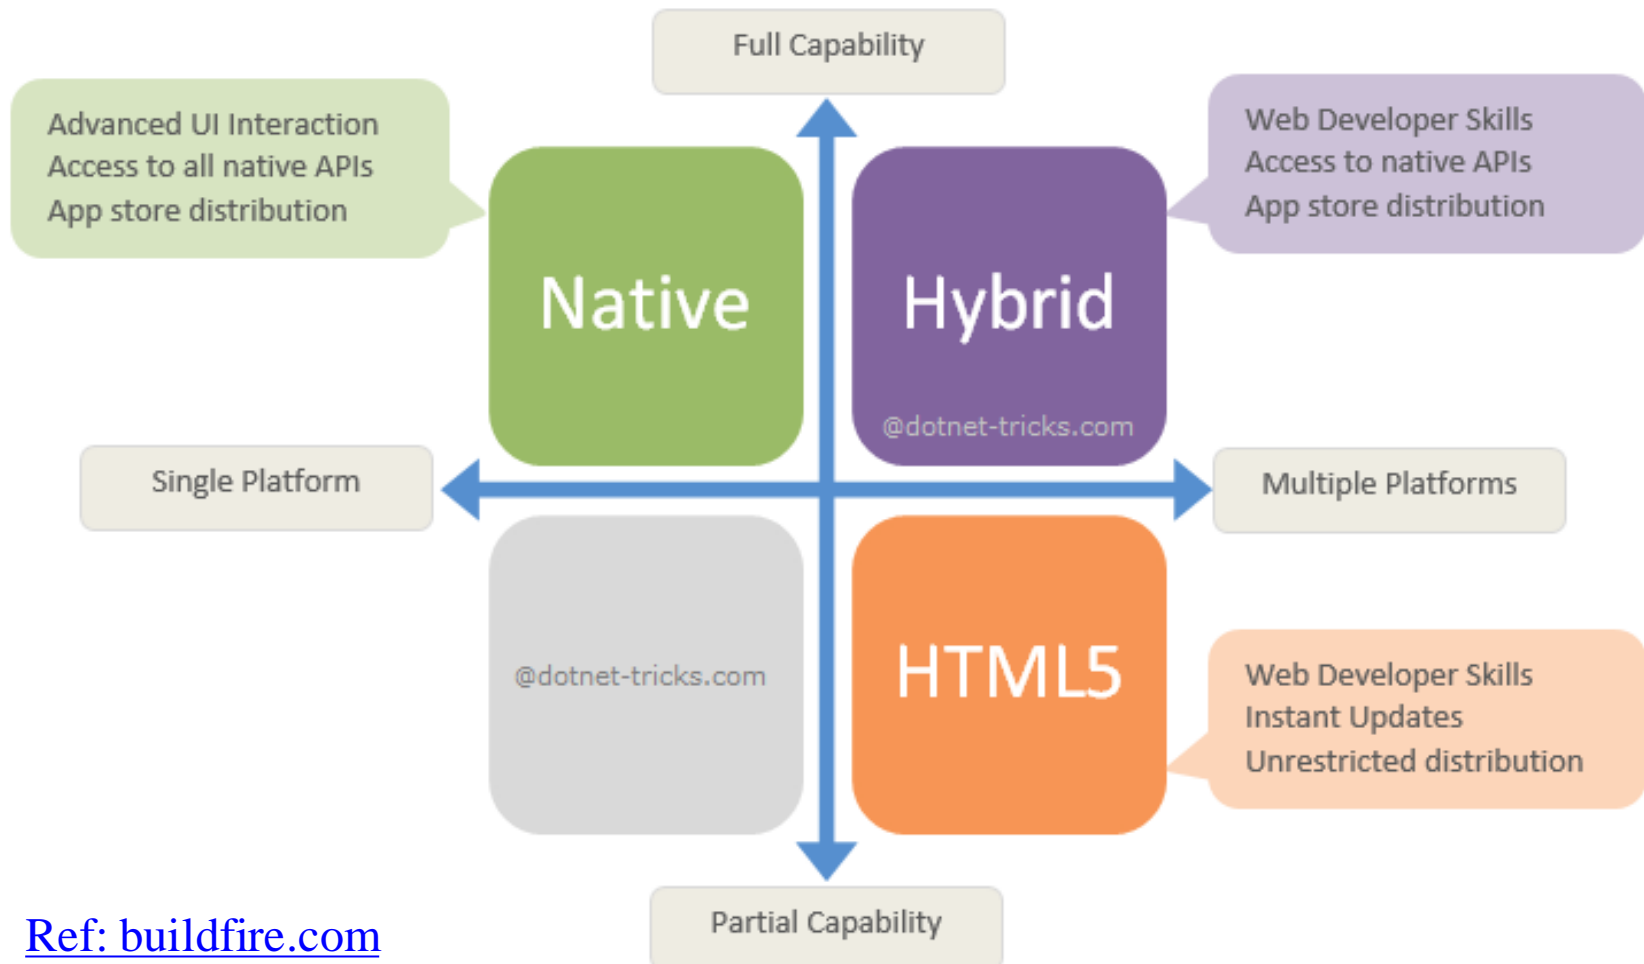 Full Capability
Advanced UI Interaction
Access to all native APIs
App store distribution
Web Developer Skills
Access to native APIs
App store distribution
Native
Hybrid
@dotnet-tricks.com
Single Platform
Multiple Platforms
@dotnet-tricks.com
HTML5
Web Developer Skills
Instant Updates
Unrestricted distribution
Partial Capability
Ref: buildfire.com